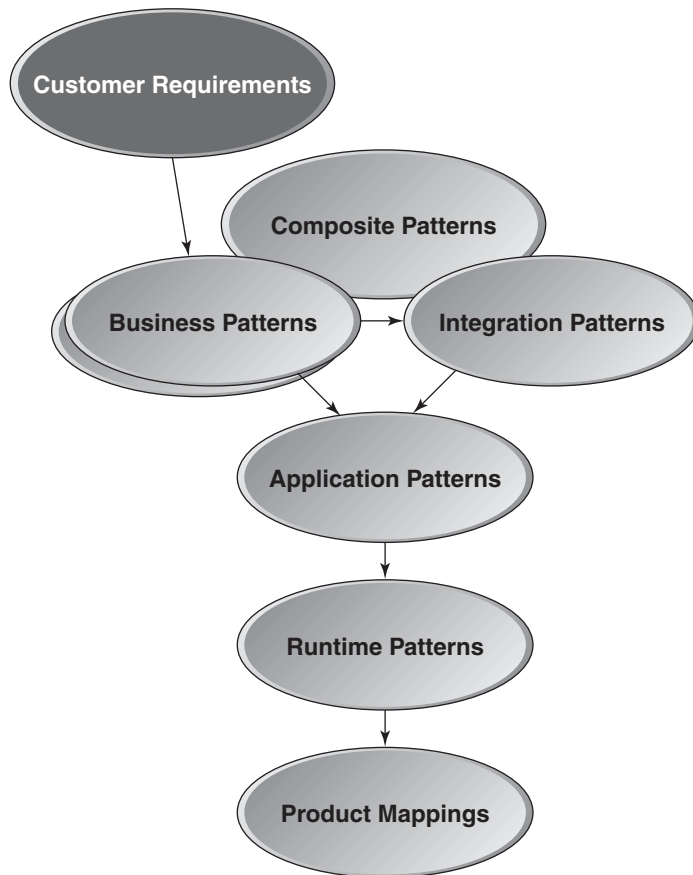 Customer Requirements
Composite Patterns
Business Patterns
Integration Patterns
Application Patterns
Runtime Patterns
Product Mappings